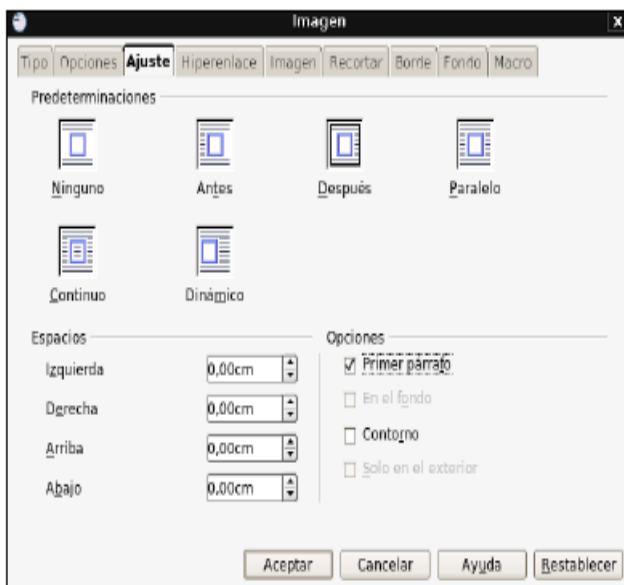 Imagen x
Tipo Opciones Ajuste Hiperenlace Imagen Recortar Borde Fondo Macro
Predeterminaciones
Ninguno Antes Después Paralelo
Continuo Dinámico
Espacios Opciones
Izquierda 0,00cm Primer párrafo
Derecha 0,00cm En el fondo
Arriba 0,00cm Contorno
Abajo 0,00cm Solo en el exterior
Aceptar Cancelar Ayuda Restablecer